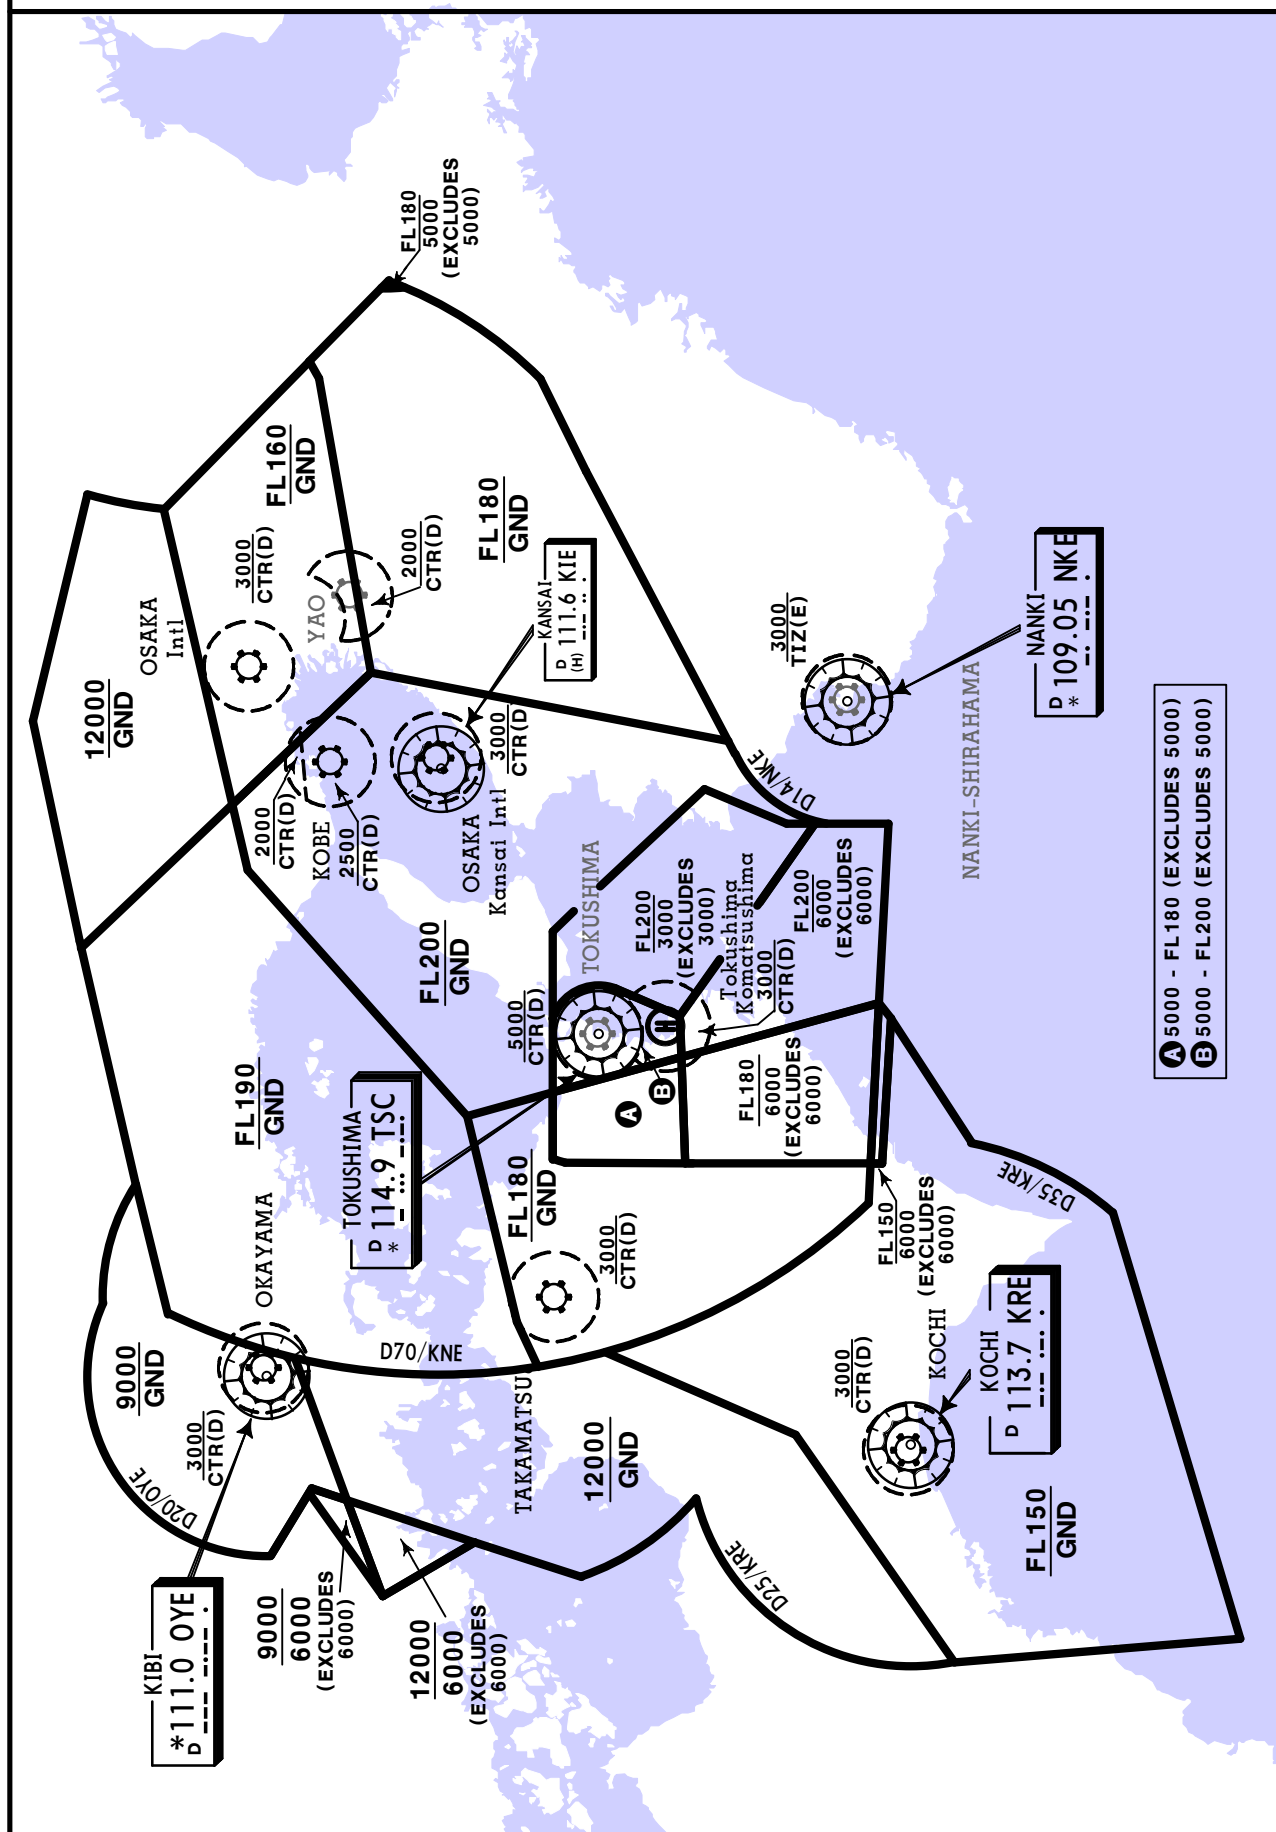 FL180
5000
(EXCLUDES
5000)
12000
GND
OSAKA
Intl
FL160
GND
3000
CTR(D)
YAO
2000
CTR(D)
FL180
GND
KANSAI
D
(H) 111.6 KIE
3000
CTR(D)
2000
CTR(D)
KOBE
2500
CTR(D)
OSAKA
Kansai Intl
3000
TIZ(E)
NANKI
D
* 109.05 NKE
NANKI-SHIRAHAMA
D14/NKE
FL200
GND
TOKUSHIMA
FL200
3000
(EXCLUDES
3000)
Tokushima
Komatsushima
3000
CTR(D)
FL200
6000
(EXCLUDES
6000)
5000
CTR(D)
H
A
B
FL180
6000
(EXCLUDES
6000)
FL190
GND
TOKUSHIMA
D
* 114.9 TSC
OKAYAMA
FL180
GND
3000
CTR(D)
FL150
6000
(EXCLUDES
6000)
D35/KRE
D70/KNE
9000
GND
3000
CTR(D)
D20/OYE
TAKAMATSU
12000
GND
KOCHI
3000
CTR(D)
KOCHI
D 113.7 KRE
FL150
GND
D25/KRE
KIBI
*
D 111.0 OYE
9000
6000
(EXCLUDES
6000)
12000
6000
(EXCLUDES
6000)
A 5000 - FL180 (EXCLUDES 5000)
B 5000 - FL200 (EXCLUDES 5000)